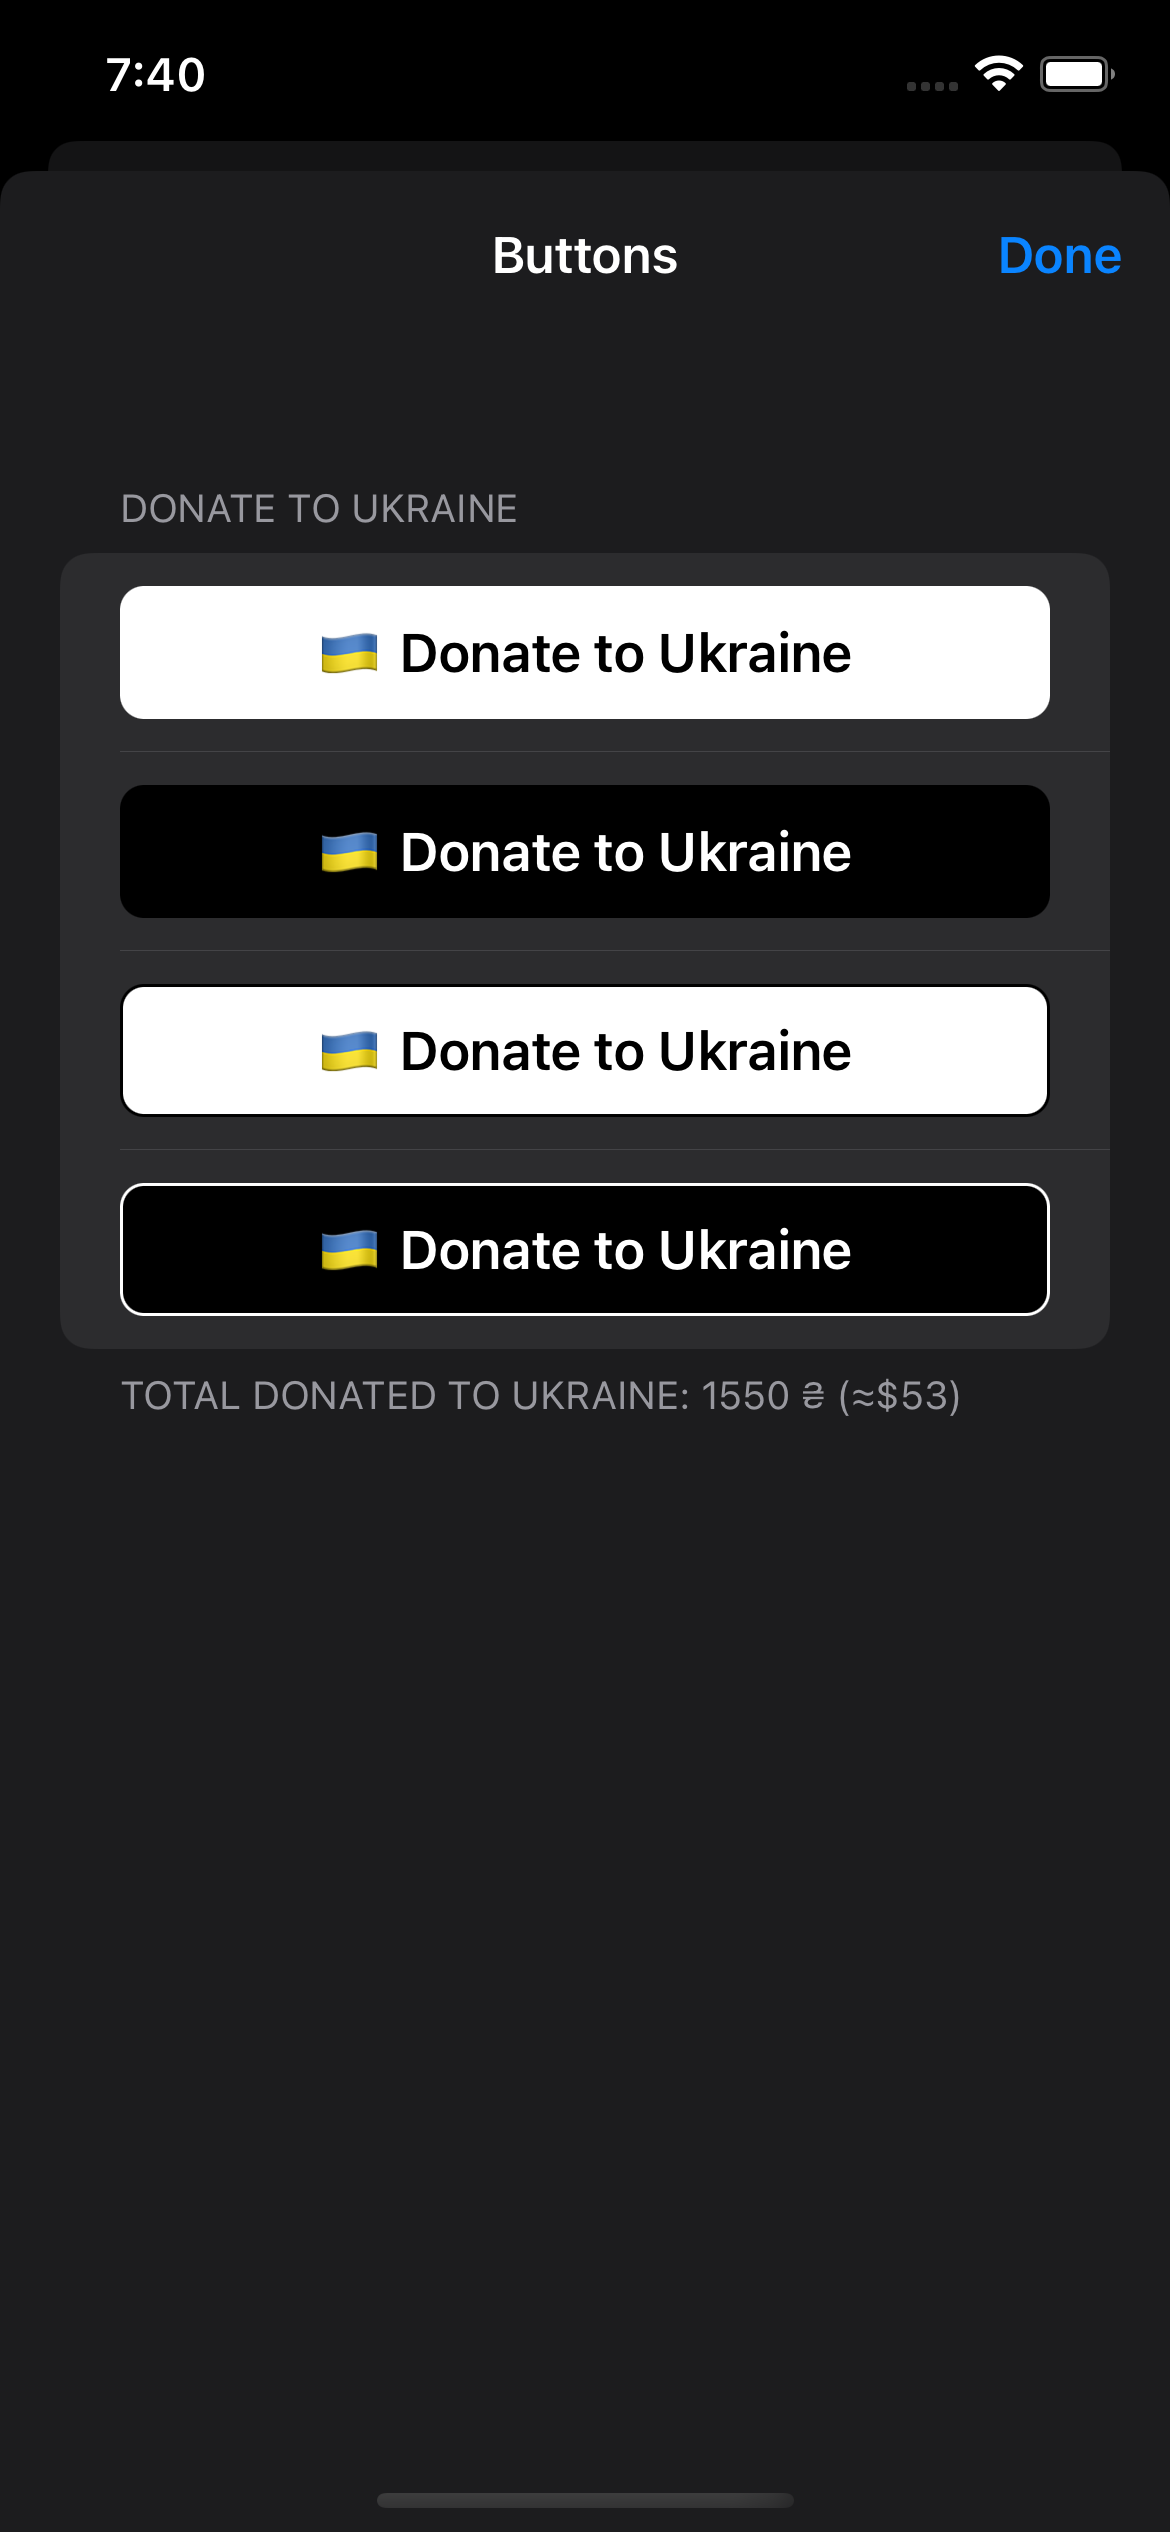 7:40
Buttons
Done
DONATE TO UKRAINE
🇺🇦 Donate to Ukraine
🇺🇦 Donate to Ukraine
🇺🇦 Donate to Ukraine
🇺🇦 Donate to Ukraine
TOTAL DONATED TO UKRAINE: 1550 ₴ (≈$53)